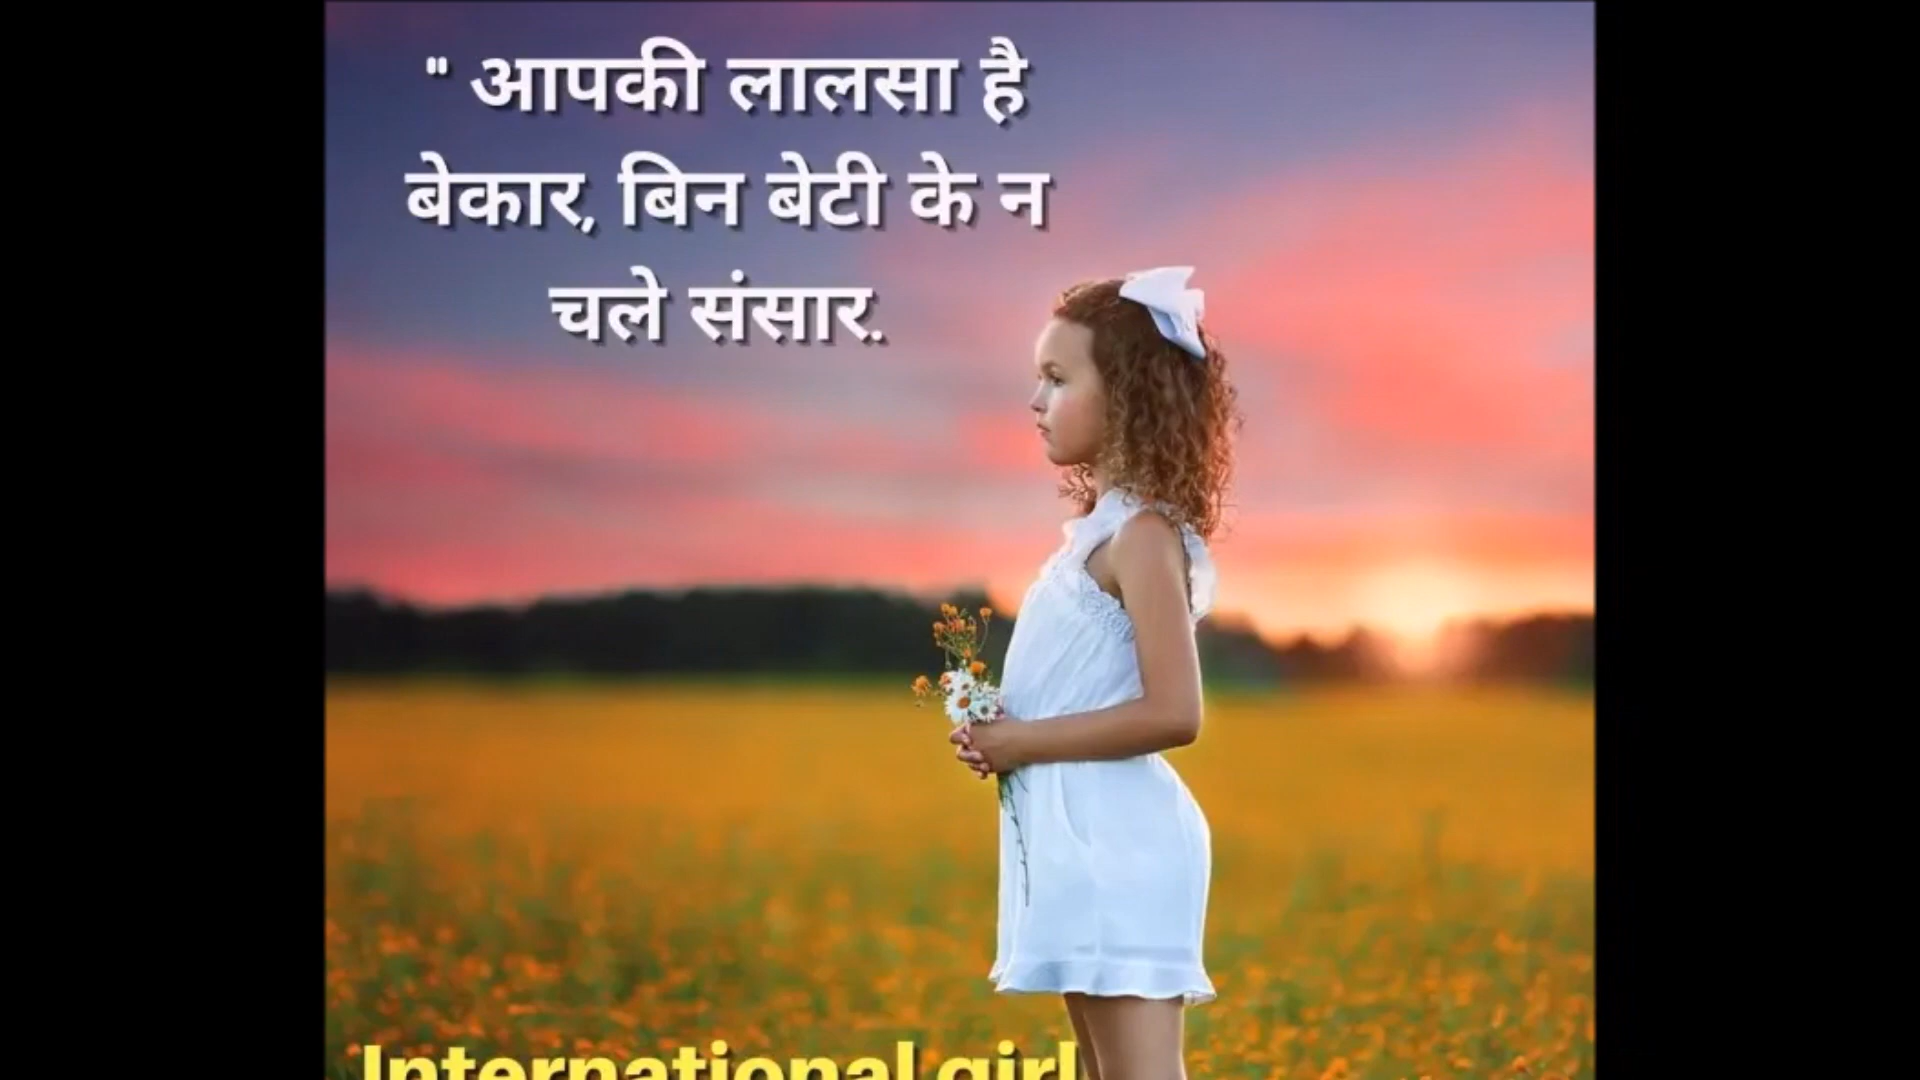 " आपकी लालसा है
बेकार, बिन बेटी के न
चले संसार.
International girl